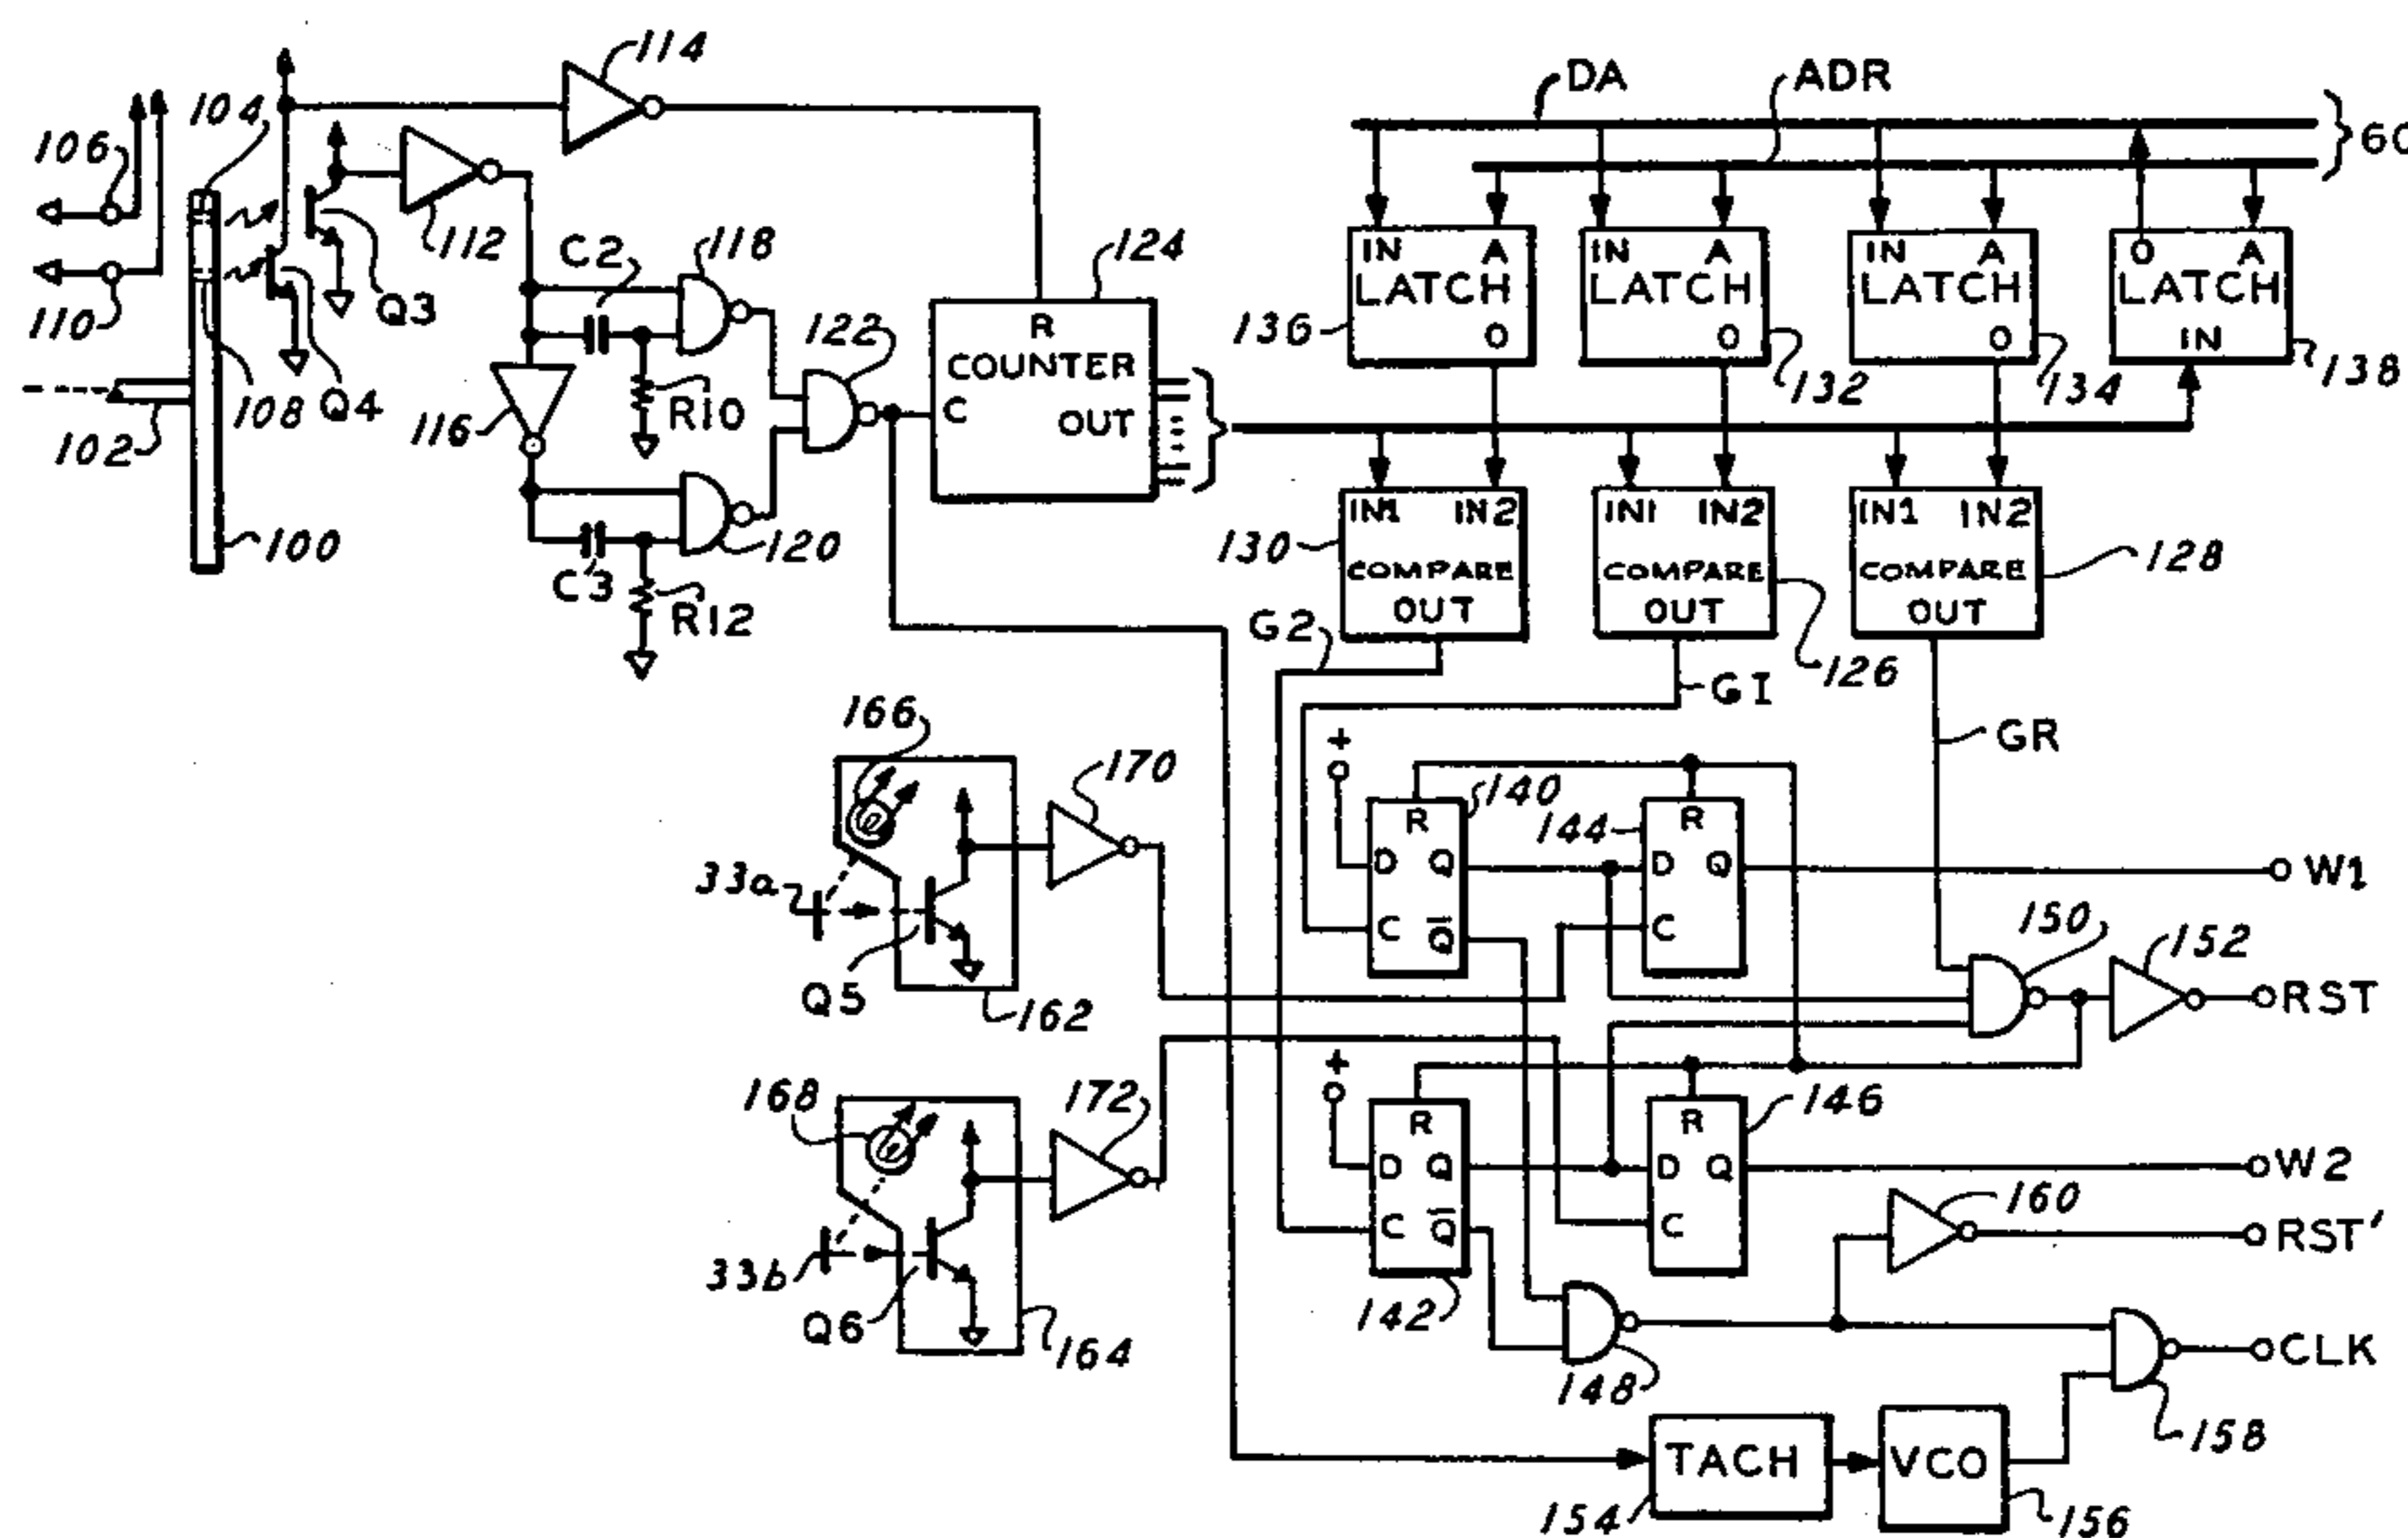 114
DA
ADR
104
106
60
112
C2
118
124
Q3
110
136
IN A
LATCH
O
IN A
LATCH
O
132
IN A
LATCH
O
134
O A
LATCH
IN
138
122
R
COUNTER
C
OUT
R10
116
108
Q4
102
100
120
C3
R12
130
IN1 IN2
COMPARE
OUT
IN1 IN2
COMPARE
OUT
126
IN1 IN2
COMPARE
OUT
128
G2
G1
GR
166
170
+
140
144
R
D Q
C Q
R
D Q
C
W1
33a
Q5
162
150
152
RST
168
172
+
R
D Q
C Q
142
R
D Q
C
146
W2
160
RST'
33b
Q6
164
148
CLK
158
TACH
154
VCO
156